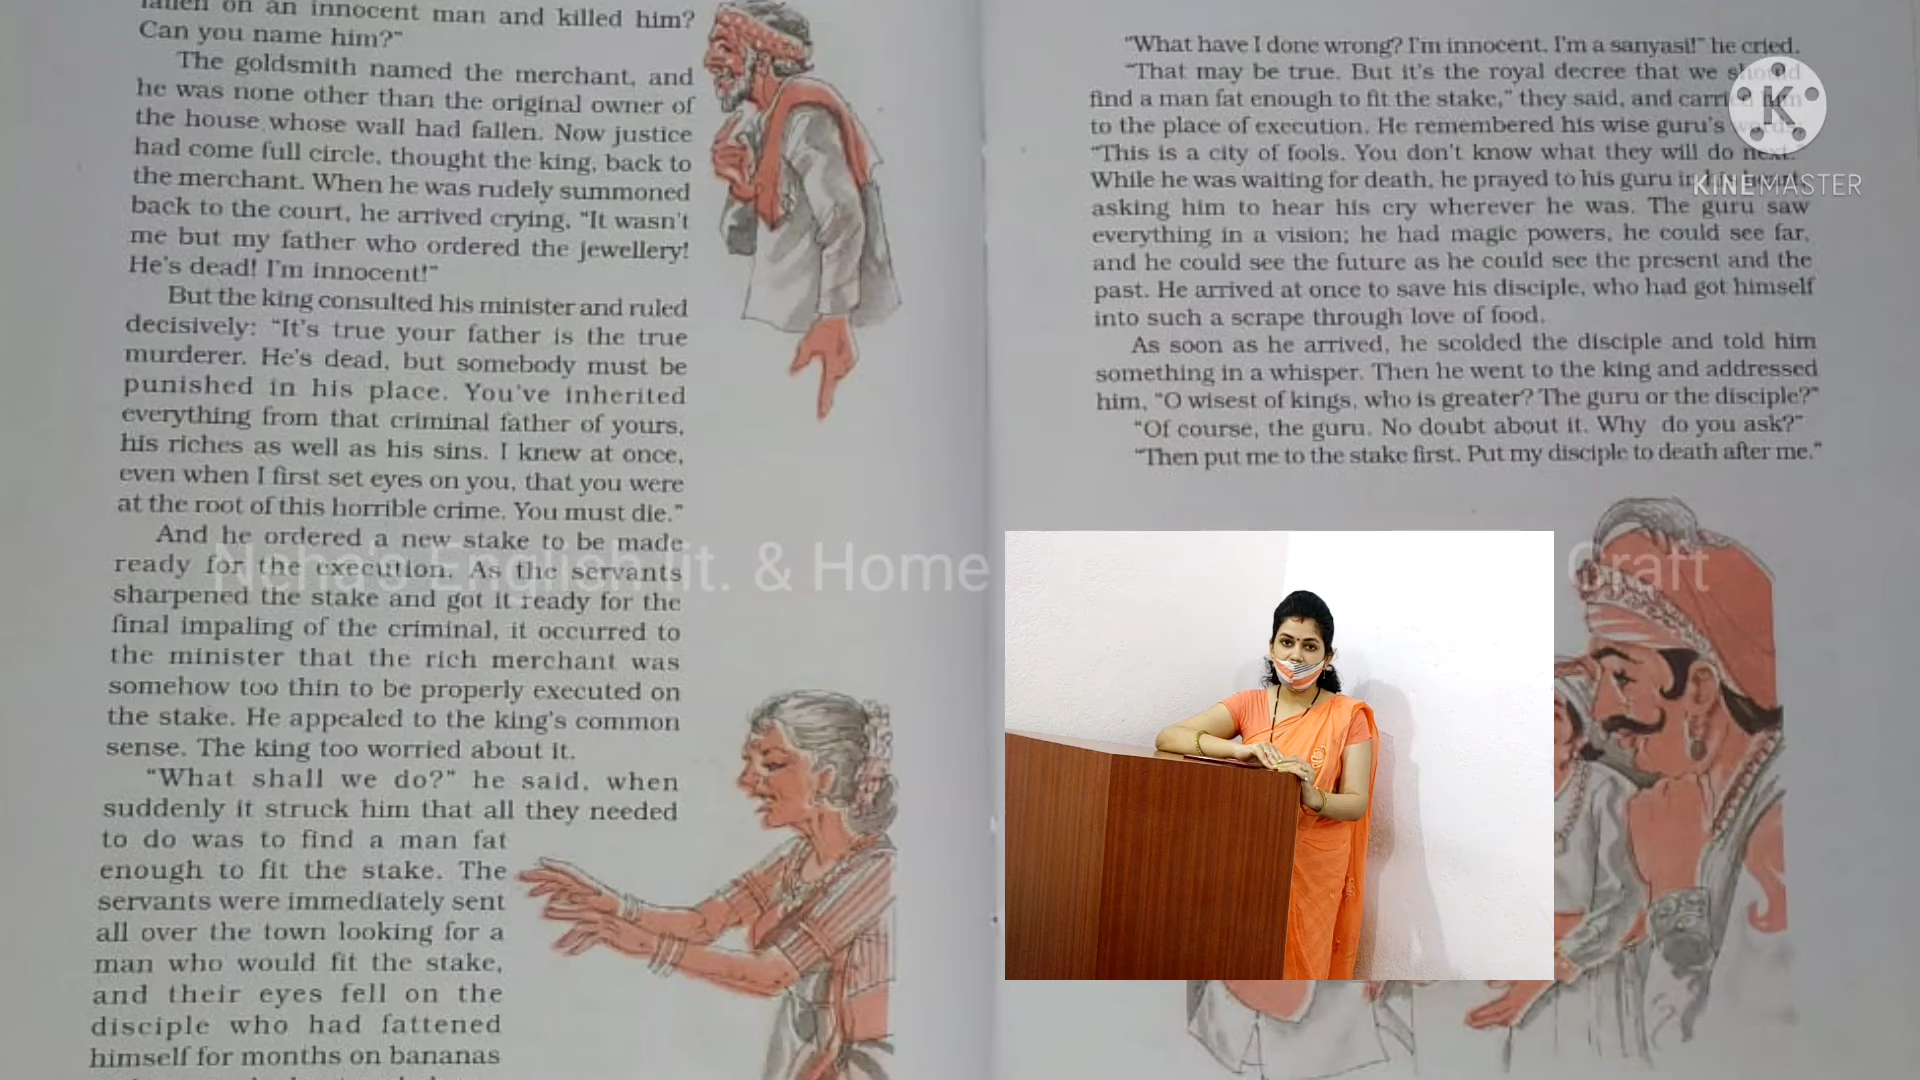 fallen on an innocent man and killed him?
Can you name him?"
The goldsmith named the merchant, and
he was none other than the original owner of
the house whose wall had fallen. Now justice
had come full circle, thought the king, back to
the merchant. When he was rudely summoned
back to the court, he arrived crying, "It wasn't
me but my father who ordered the jewellery!
He's dead! I'm innocent!"
But the king consulted his minister and ruled
decisively: "It's true your father is the true
murderer. He's dead, but somebody must be
punished in his place. You've inherited
everything from that criminal father of yours,
his riches as well as his sins. I knew at once,
even when I first set eyes on you, that you were
at the root of this horrible crime. You must die."
And he ordered a new stake to be made
ready for the execution. As the servants
sharpened the stake and got it ready for the
final impaling of the criminal, it occurred to
the minister that the rich merchant was
somehow too thin to be properly executed on
the stake. He appealed to the king's common
sense. The king too worried about it.
"What shall we do?" he said, when
suddenly it struck him that all they needed
to do was to find a man fat
enough to fit the stake. The
servants were immediately sent
all over the town looking for a
man who would fit the stake,
and their eyes fell on the
disciple who had fattened
himself for months on bananas
"What have I done wrong? I'm innocent. I'm a sanyasi!" he cried.
"That may be true. But it's the royal decree that we should
find a man fat enough to fit the stake," they said, and carried him
to the place of execution. He remembered his wise guru's words:
"This is a city of fools. You don't know what they will do next."
While he was waiting for death, he prayed to his guru in his heart,
asking him to hear his cry wherever he was. The guru saw
everything in a vision; he had magic powers, he could see far,
and he could see the future as he could see the present and the
past. He arrived at once to save his disciple, who had got himself
into such a scrape through love of food.
As soon as he arrived, he scolded the disciple and told him
something in a whisper. Then he went to the king and addressed
him, "O wisest of kings, who is greater? The guru or the disciple?"
"Of course, the guru. No doubt about it. Why do you ask?"
"Then put me to the stake first. Put my disciple to death after me."
K
KINEMASTER
Neha's English lit. & Home Craft